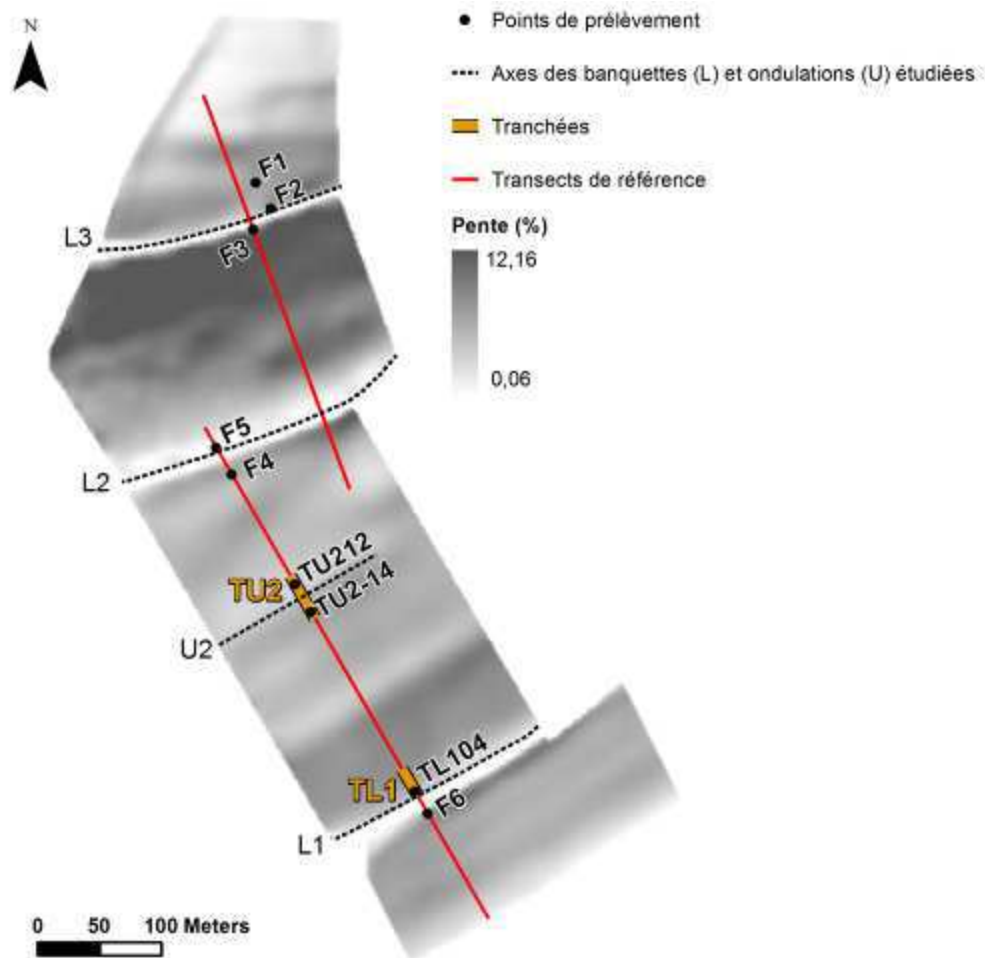 N
Points de prélèvement
Axes des banquettes (L) et ondulations (U) étudiées
Tranchées
Transects de référence
Pente (%)
12,16
0,06
F1
F2
L3
F3
F5
F4
L2
TU212
TU2
TU2-14
U2
TL104
TL1
F6
L1
0 50 100 Meters